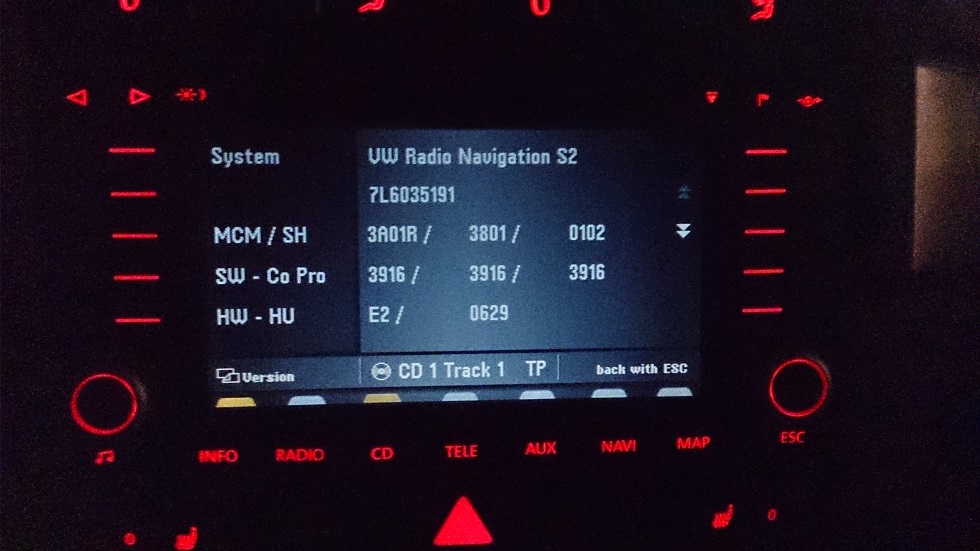 System VW Radio Navigation S2
7L6035191
MCM / SH 3A01R / 3801 / 0102
SW - Co Pro 3916 / 3916 / 3916
HW - HU E2 / 0629
Version CD 1 Track 1 TP back with ESC
INFO RADIO CD TELE AUX NAVI MAP ESC
0 0